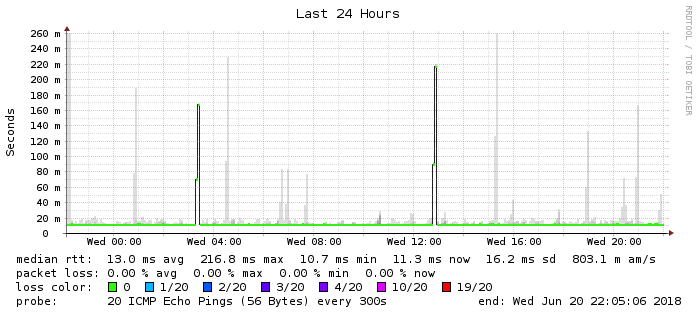 Last 24 Hours
RRDTOOL / TOBI OETIKER
Seconds
260 m
240 m
220 m
200 m
180 m
160 m
140 m
120 m
100 m
80 m
60 m
40 m
20 m
0
Wed 00:00 Wed 04:00 Wed 08:00 Wed 12:00 Wed 16:00 Wed 20:00
median rtt: 13.0 ms avg 216.8 ms max 10.7 ms min 11.3 ms now 16.2 ms sd 803.1 m am/s
packet loss: 0.00 % avg 0.00 % max 0.00 % min 0.00 % now
loss color: 0 1/20 2/20 3/20 4/20 10/20 19/20
probe: 20 ICMP Echo Pings (56 Bytes) every 300s end: Wed Jun 20 22:05:06 2018